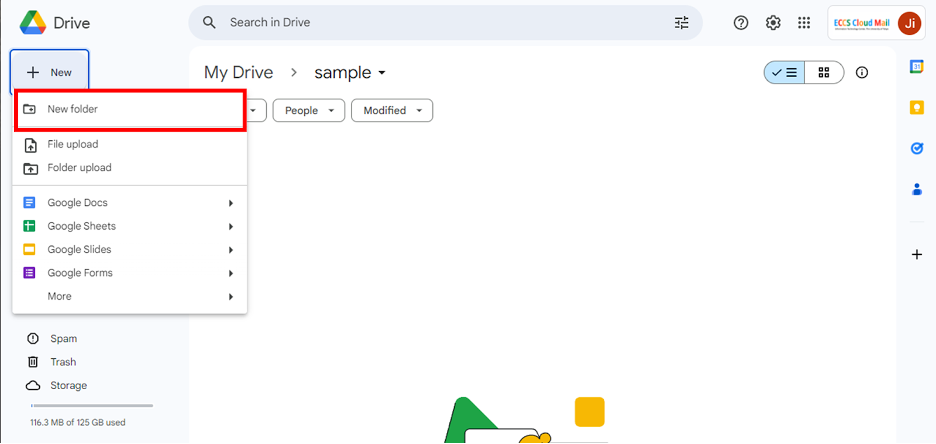 Drive
Search in Drive
ECCS Cloud Mail
Ji
New
My Drive
sample
New folder
People
Modified
File upload
Folder upload
Google Docs
Google Sheets
Google Slides
Google Forms
More
Spam
Trash
Storage
116.3 MB of 125 GB used
31